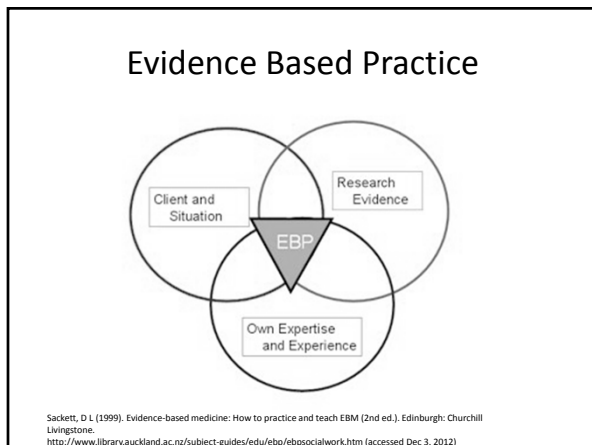 Evidence Based Practice
Client and
Situation
Research
Evidence
EBP
Own Expertise
and Experience
Sackett, D L (1999). Evidence-based medicine: How to practice and teach EBM (2nd ed.). Edinburgh: Churchill
Livingstone.
http://www.library.auckland.ac.nz/subject-guides/edu/ebp/ebpsocialwork.htm (accessed Dec 3, 2012)